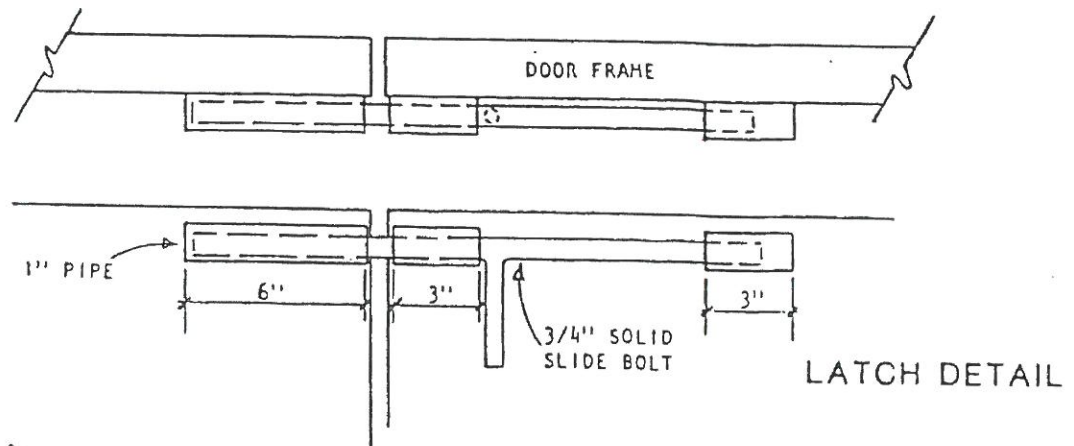 DOOR FRAME
1" PIPE
6"
3"
3"
3/4" SOLID
SLIDE BOLT
LATCH DETAIL